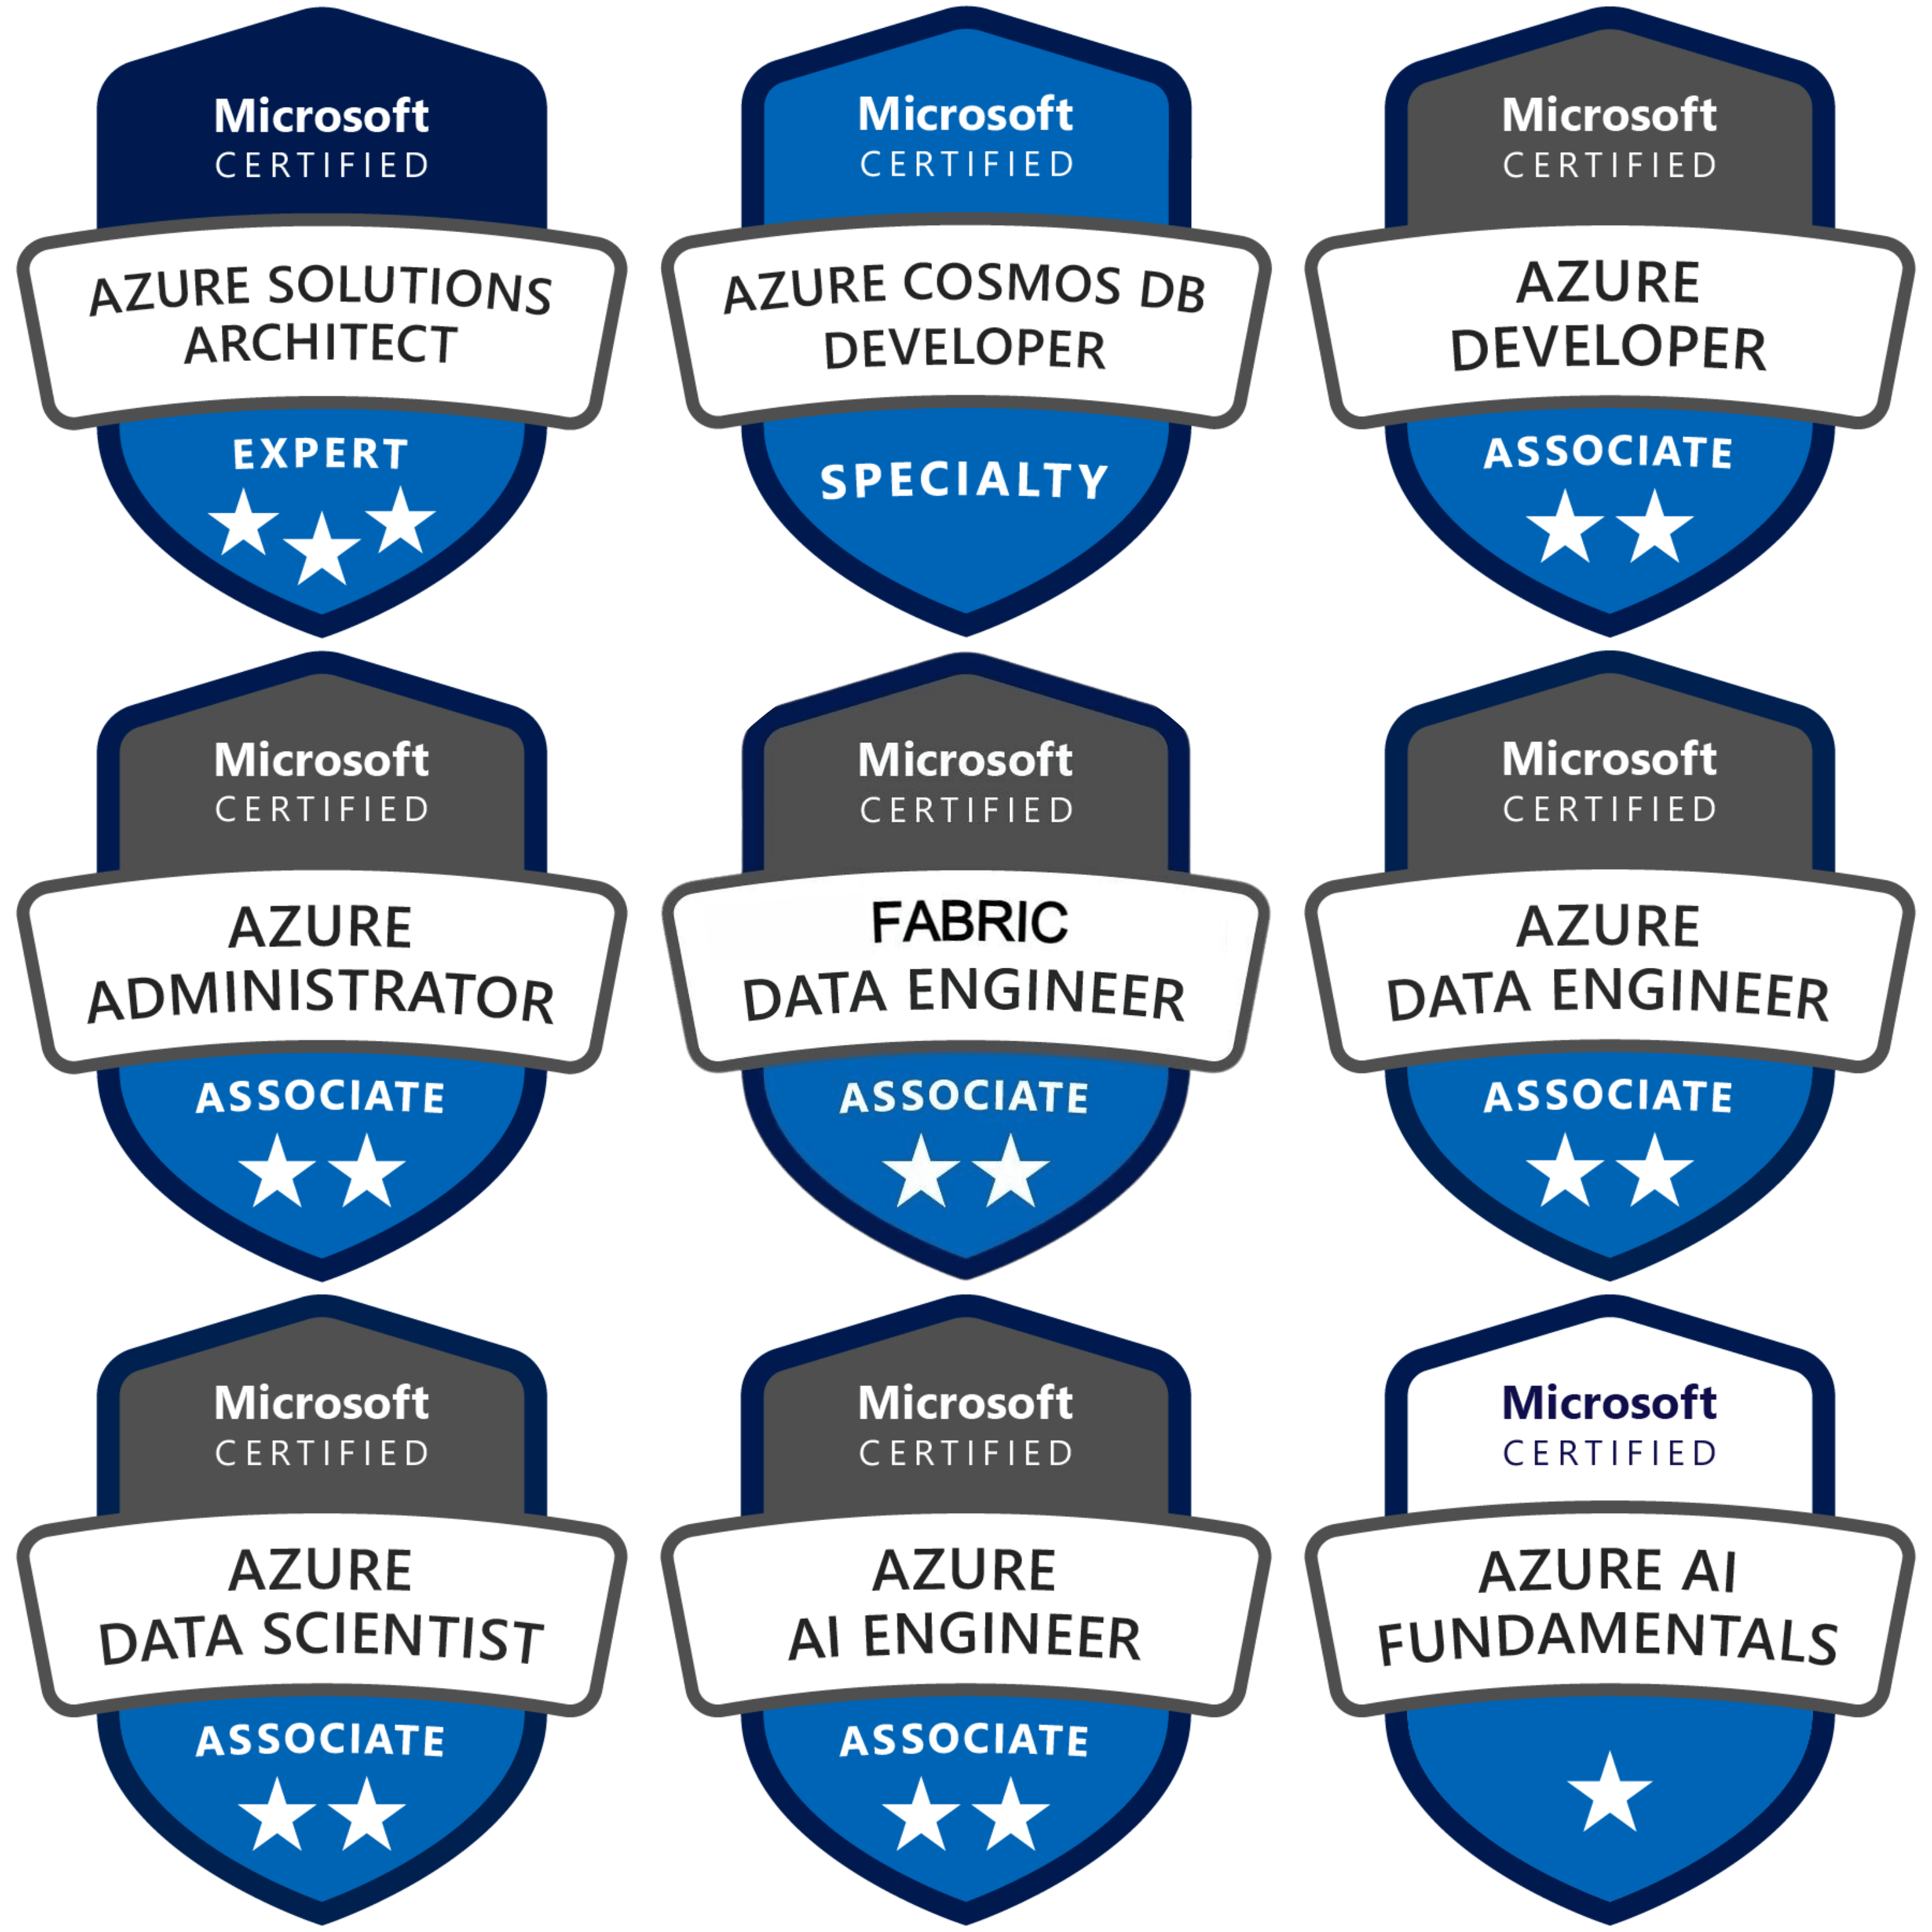 Microsoft
CERTIFIED
AZURE SOLUTIONS
ARCHITECT
EXPERT
Microsoft
CERTIFIED
AZURE COSMOS DB
DEVELOPER
SPECIALTY
Microsoft
CERTIFIED
AZURE
DEVELOPER
ASSOCIATE
Microsoft
CERTIFIED
AZURE
ADMINISTRATOR
ASSOCIATE
Microsoft
CERTIFIED
FABRIC
DATA ENGINEER
ASSOCIATE
Microsoft
CERTIFIED
AZURE
DATA ENGINEER
ASSOCIATE
Microsoft
CERTIFIED
AZURE
DATA SCIENTIST
ASSOCIATE
Microsoft
CERTIFIED
AZURE
AI ENGINEER
ASSOCIATE
Microsoft
CERTIFIED
AZURE AI
FUNDAMENTALS